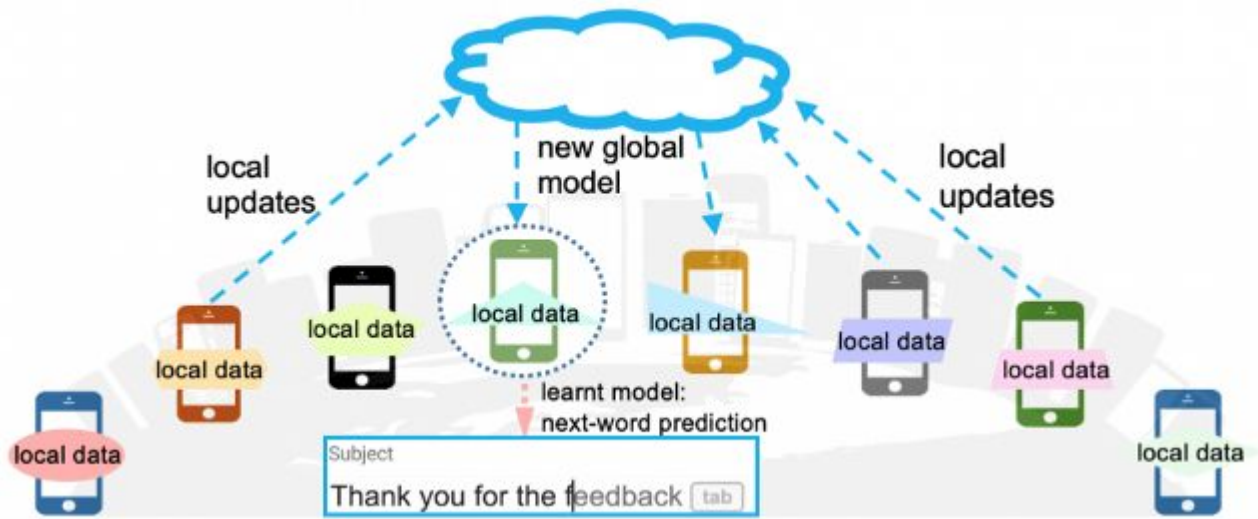 new global
model
local
updates
local
updates
local data
local data
local data
local data
local data
local data
local data
local data
learnt model:
next-word prediction
Subject
Thank you for the feedback tab